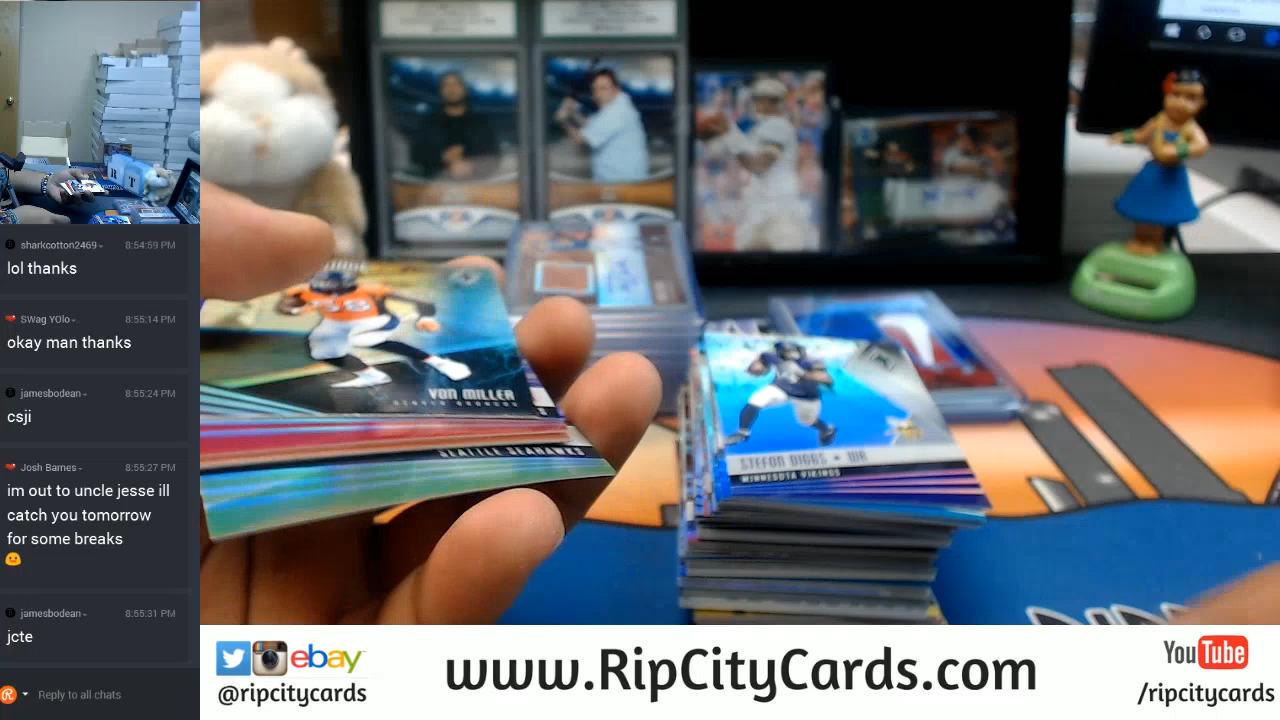 sharkcotton2469
8:54:59 PM
lol thanks
SWag YOlo
8:55:14 PM
okay man thanks
jamesbodean
8:55:24 PM
csji
Josh Barnes
8:55:27 PM
im out to uncle jesse ill
catch you tomorrow
for some breaks
jamesbodean
8:55:31 PM
jcte
Reply to all chats
VON MILLER
DENVER BRONCOS
SEATTLE SEAHAWKS
STEFON DIGGS • WR
MINNESOTA VIKINGS
ebay
@ripcitycards
www.RipCityCards.com
YouTube
/ripcitycards